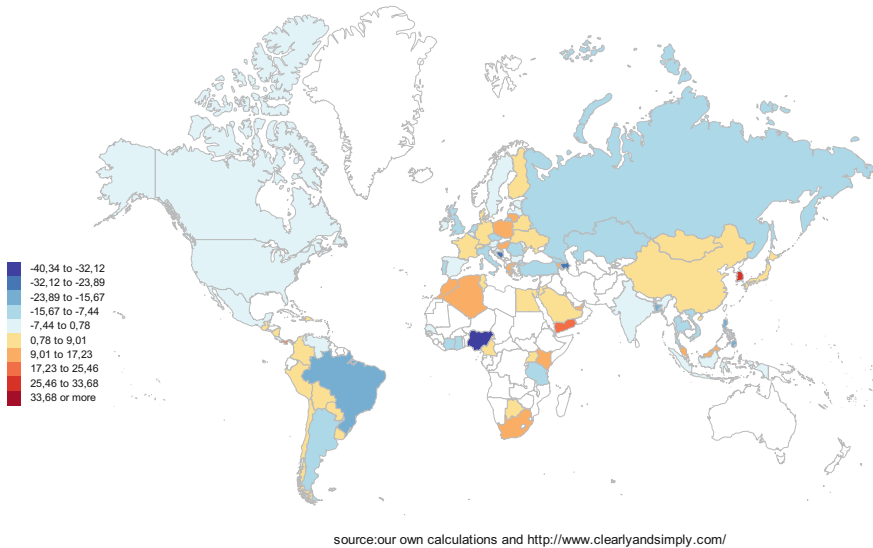 -40,34 to -32,12
-32,12 to -23,89
-23,89 to -15,67
-15,67 to -7,44
-7,44 to 0,78
0,78 to 9,01
9,01 to 17,23
17,23 to 25,46
25,46 to 33,68
33,68 or more
source:our own calculations and http://www.clearlyandsimply.com/